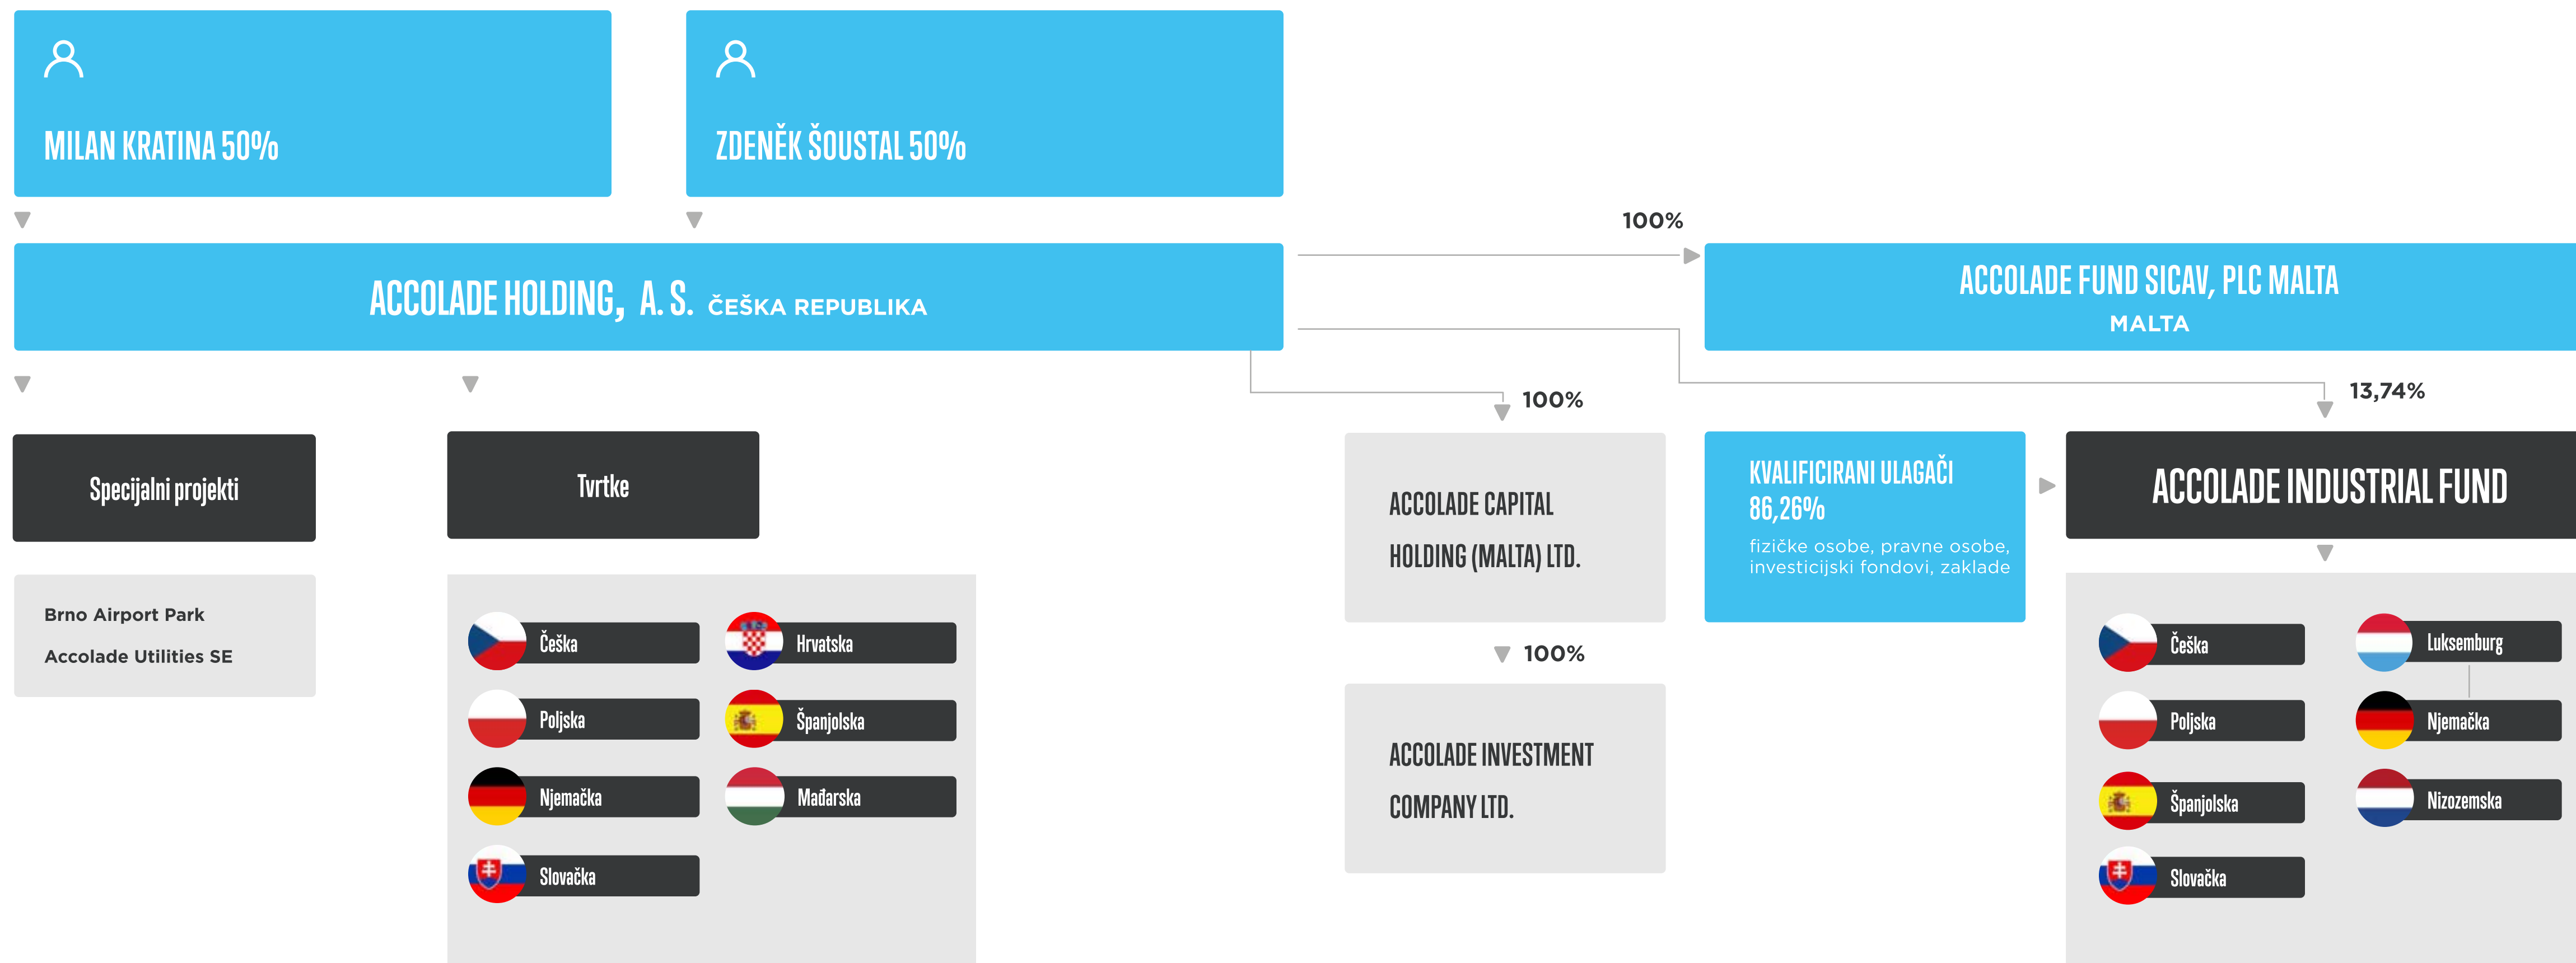 MILAN KRATINA 50%
ZDENĚK ŠOUSTAL 50%
100%
ACCOLADE HOLDING, A. S. ČEŠKA REPUBLIKA
ACCOLADE FUND SICAV, PLC MALTA
MALTA
100%
13,74%
Specijalni projekti
Tvrtke
ACCOLADE CAPITAL
HOLDING (MALTA) LTD.
KVALIFICIRANI ULAGAČI
86,26%
fizičke osobe, pravne osobe,
investicijski fondovi, zaklade
ACCOLADE INDUSTRIAL FUND
Brno Airport Park
Accolade Utilities SE
Češka
Hrvatska
Poljska
Španjolska
Njemačka
Mađarska
Slovačka
100%
ACCOLADE INVESTMENT
COMPANY LTD.
Češka
Luksemburg
Poljska
Njemačka
Španjolska
Nizozemska
Slovačka